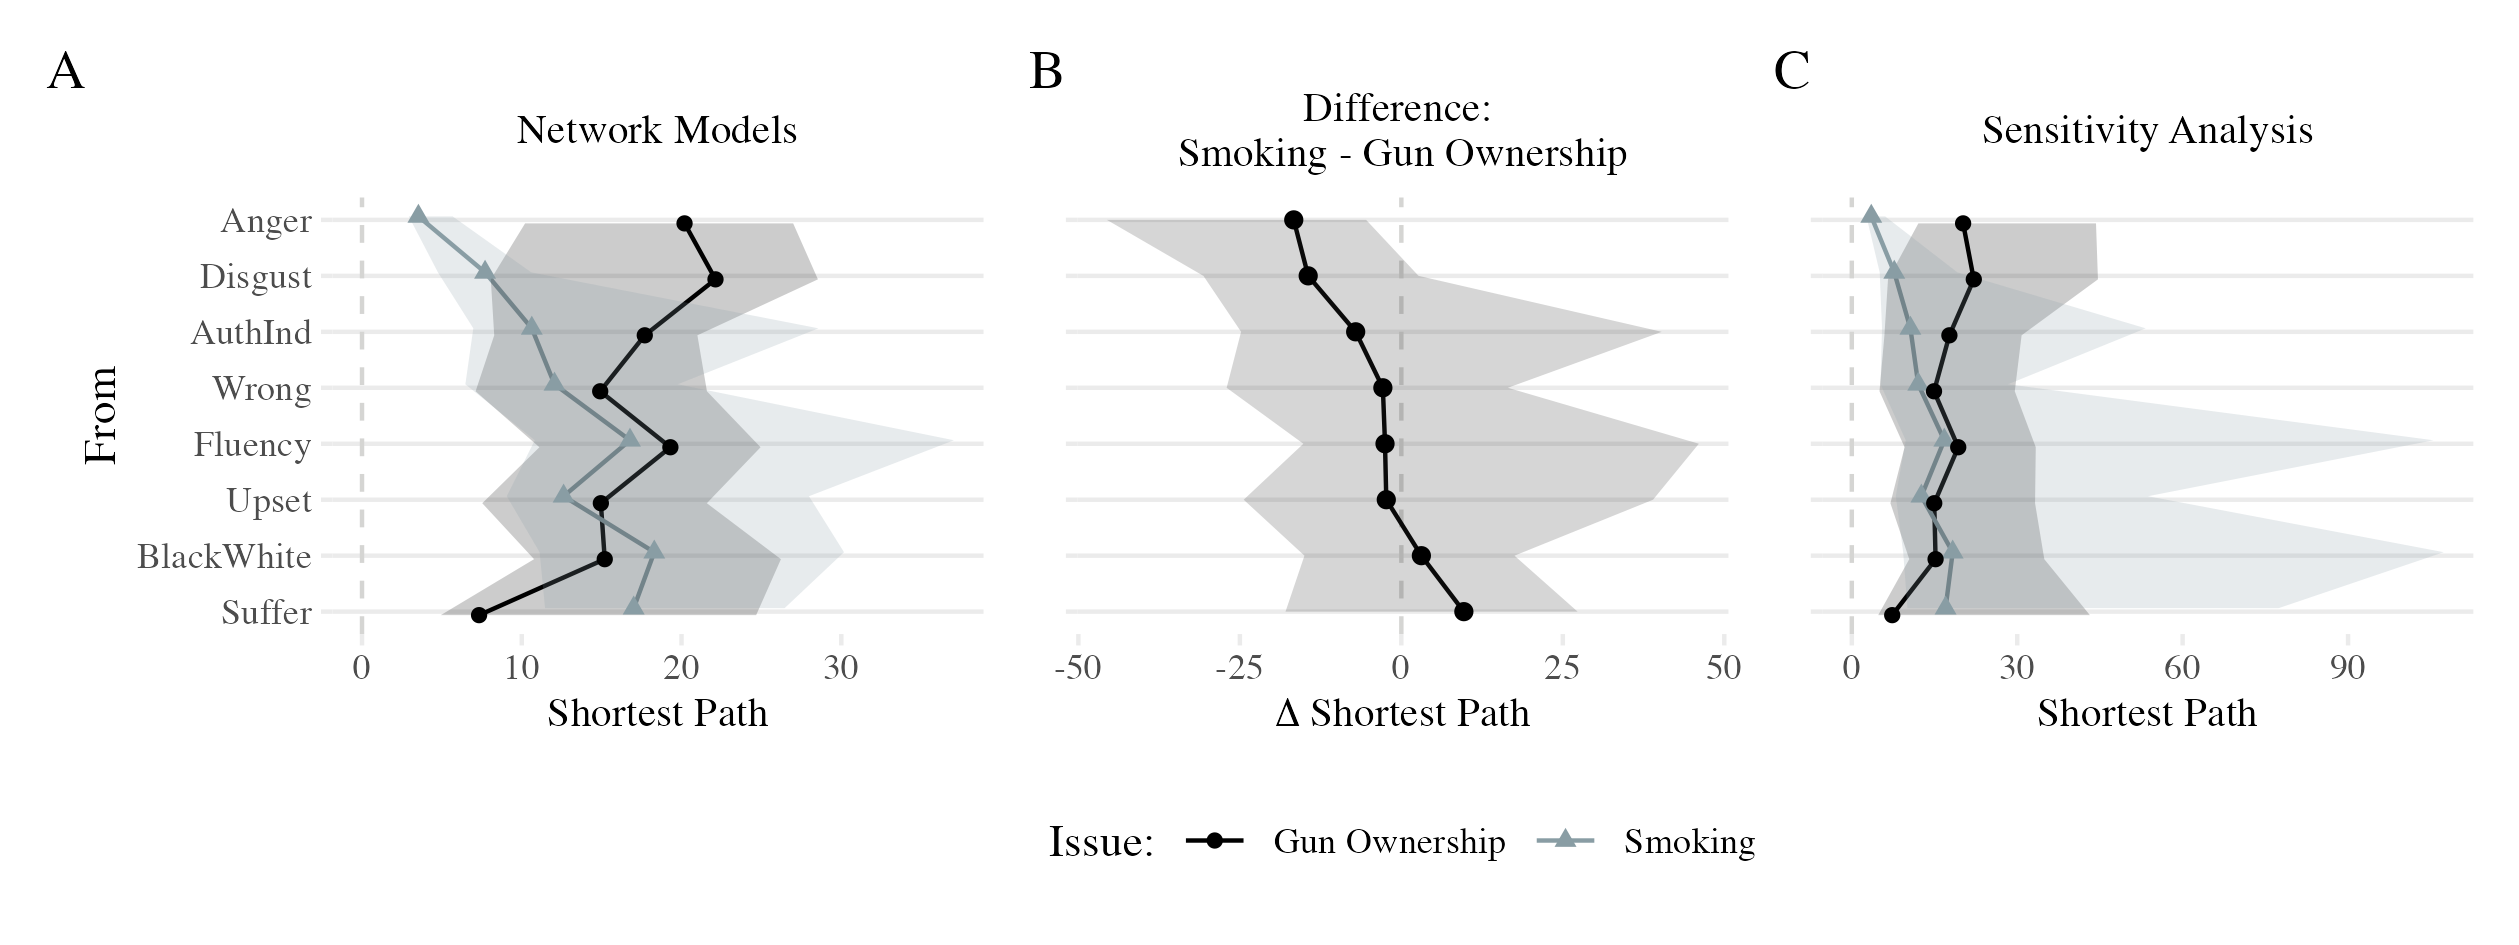 A
B
C
Network Models
Difference:
Smoking - Gun Ownership
Sensitivity Analysis
From
Anger
Disgust
AuthInd
Wrong
Fluency
Upset
BlackWhite
Suffer
0 10 20 30
-50 -25 0 25 50
0 30 60 90
Shortest Path
Δ Shortest Path
Shortest Path
Issue: Gun Ownership Smoking